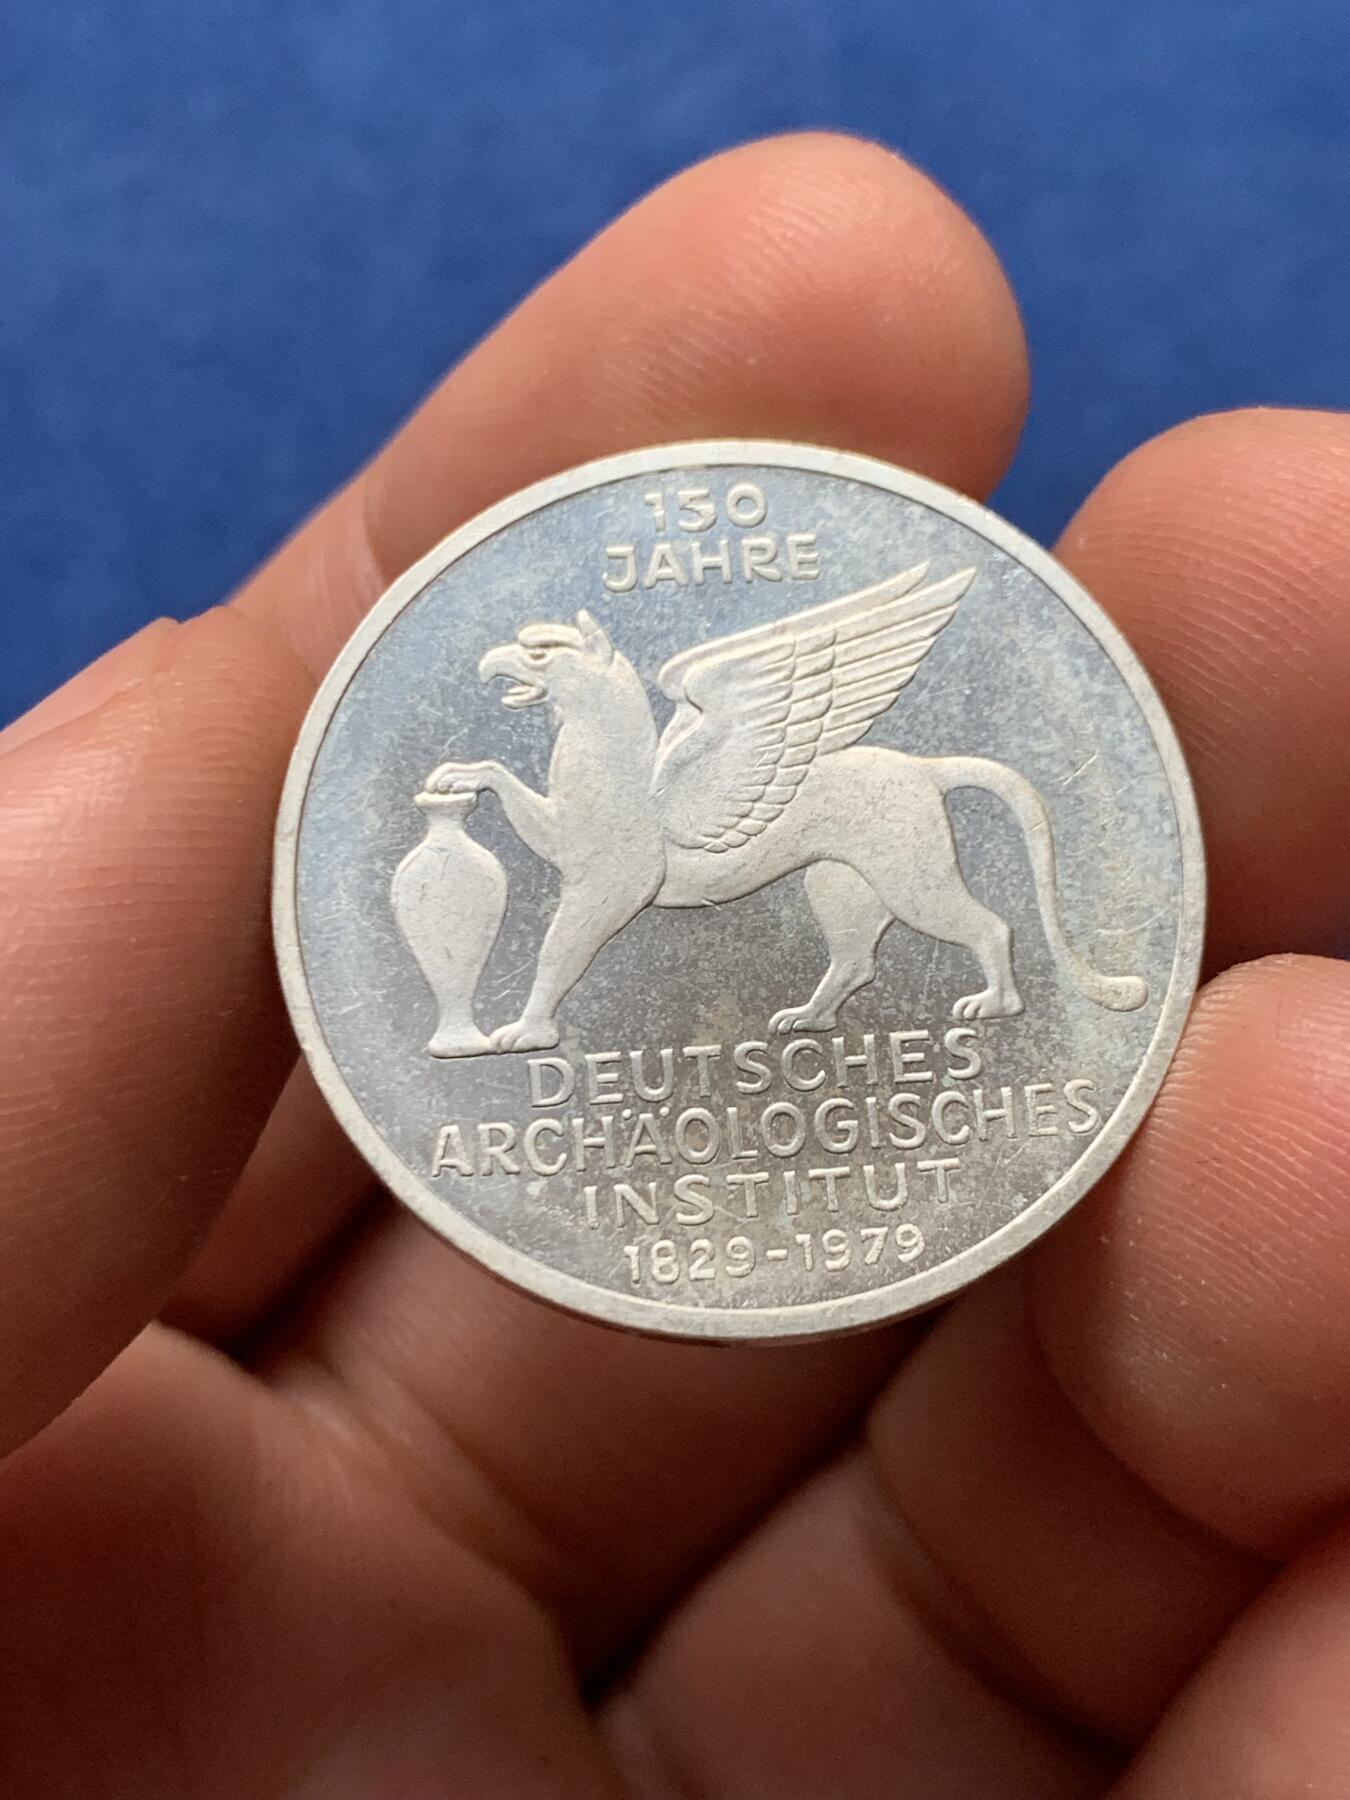 150
JAHRE
DEUTSCHES
ARCHÄOLOGISCHES
INSTITUT
1829-1979